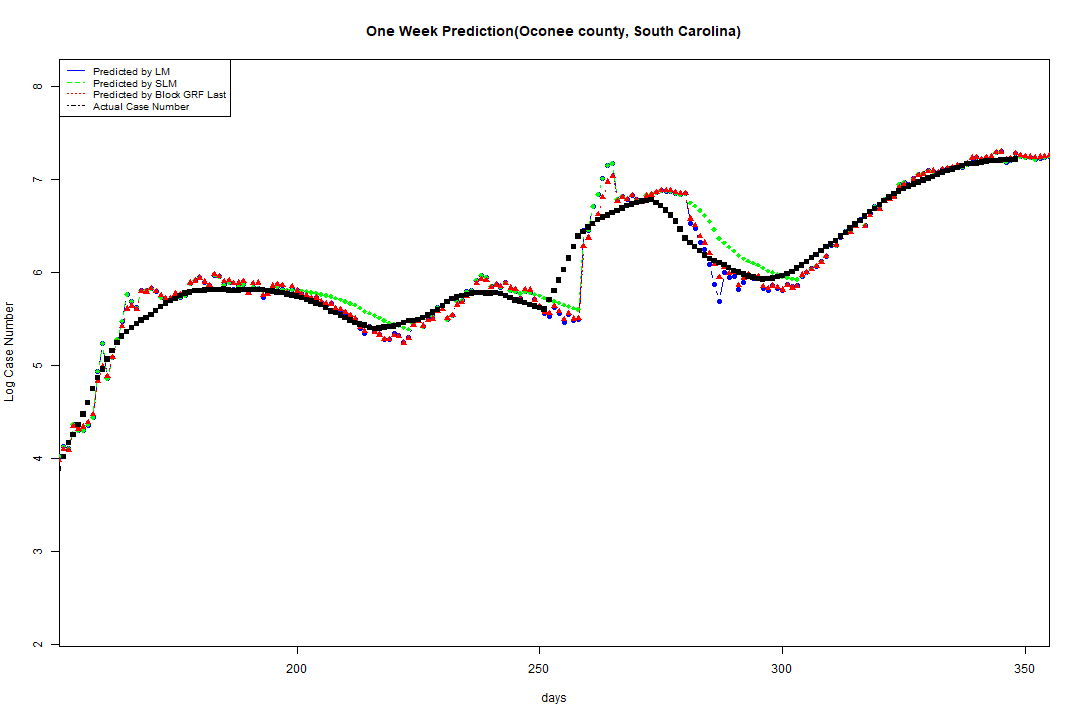 One Week Prediction(Oconee county, South Carolina)
Predicted by LM
Predicted by SLM
Predicted by Block GRF Last
Actual Case Number
8
7
6
5
4
3
2
Log Case Number
200 250 300 350
days